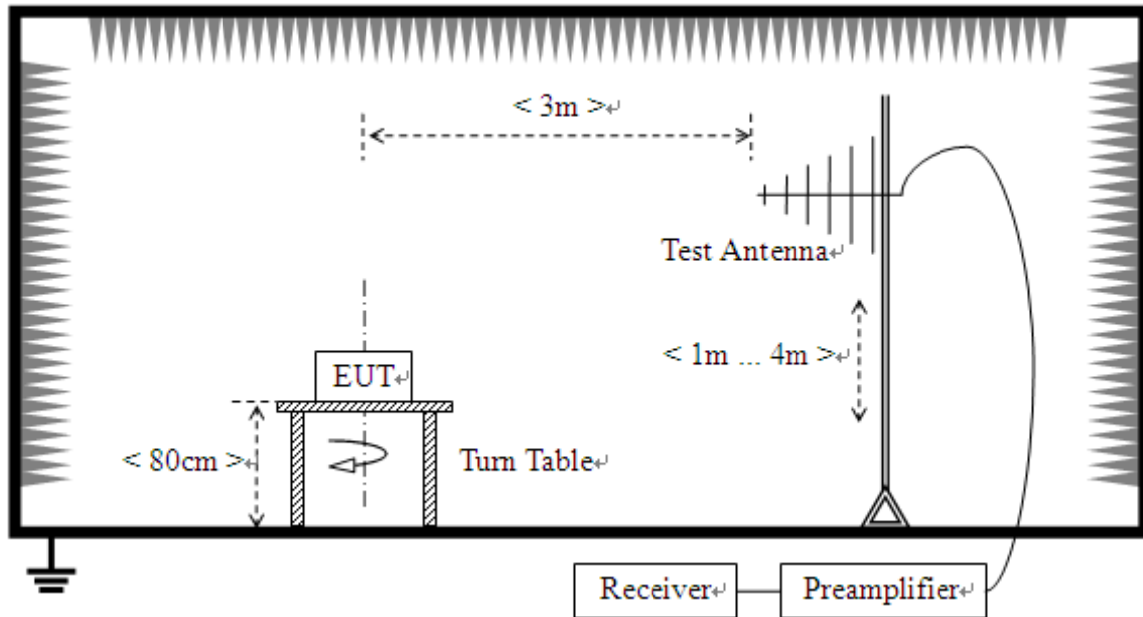 < 3m >↵
Test Antenna↵
< 1m ... 4m >↵
EUT↵
< 80cm >↵
Turn Table↵
Receiver↵
Preamplifier↵